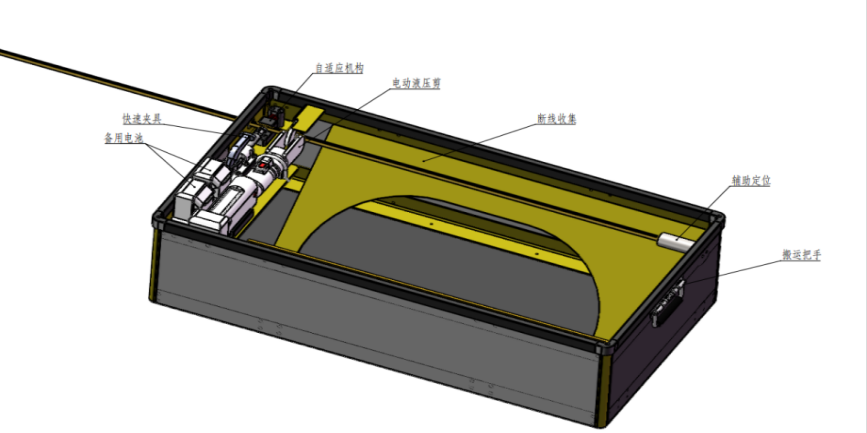 自适应机构
电动液压剪
快速夹具
断线收集
备用电池
辅助定位
搬运把手